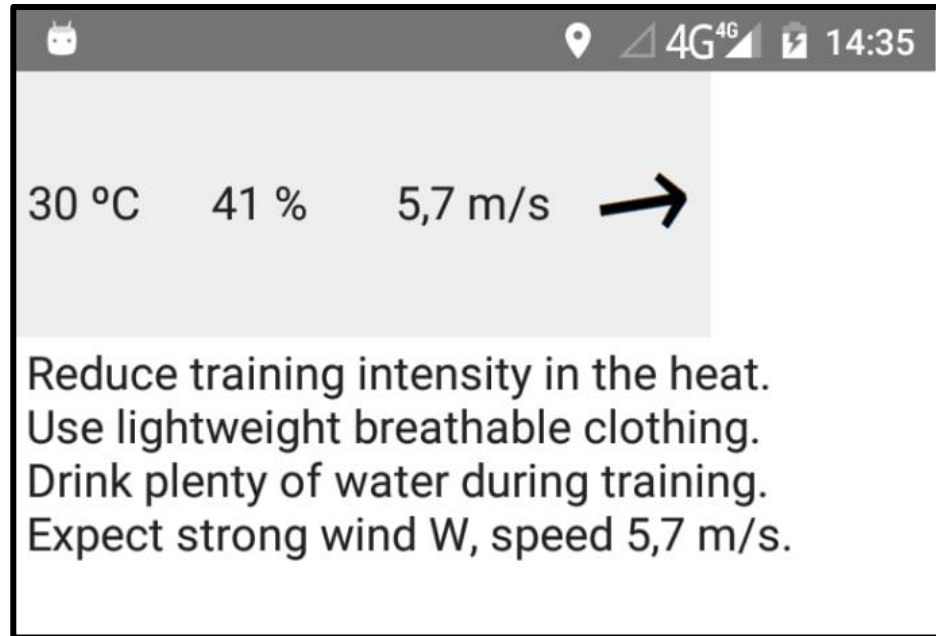 4G 4G 14:35
30 ºC 41 % 5,7 m/s
Reduce training intensity in the heat.
Use lightweight breathable clothing.
Drink plenty of water during training.
Expect strong wind W, speed 5,7 m/s.